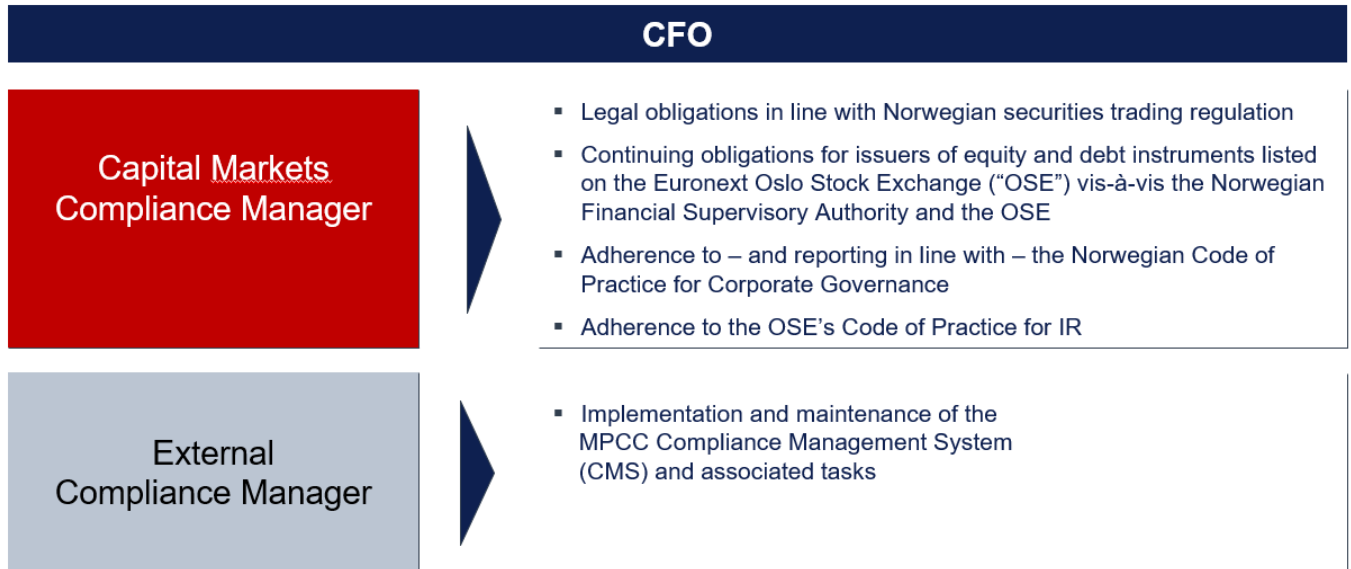 CFO
Capital Markets
Compliance Manager
▪ Legal obligations in line with Norwegian securities trading regulation
▪ Continuing obligations for issuers of equity and debt instruments listed
on the Euronext Oslo Stock Exchange (“OSE”) vis-à-vis the Norwegian
Financial Supervisory Authority and the OSE
▪ Adherence to – and reporting in line with – the Norwegian Code of
Practice for Corporate Governance
▪ Adherence to the OSE’s Code of Practice for IR
External
Compliance Manager
▪ Implementation and maintenance of the
MPCC Compliance Management System
(CMS) and associated tasks